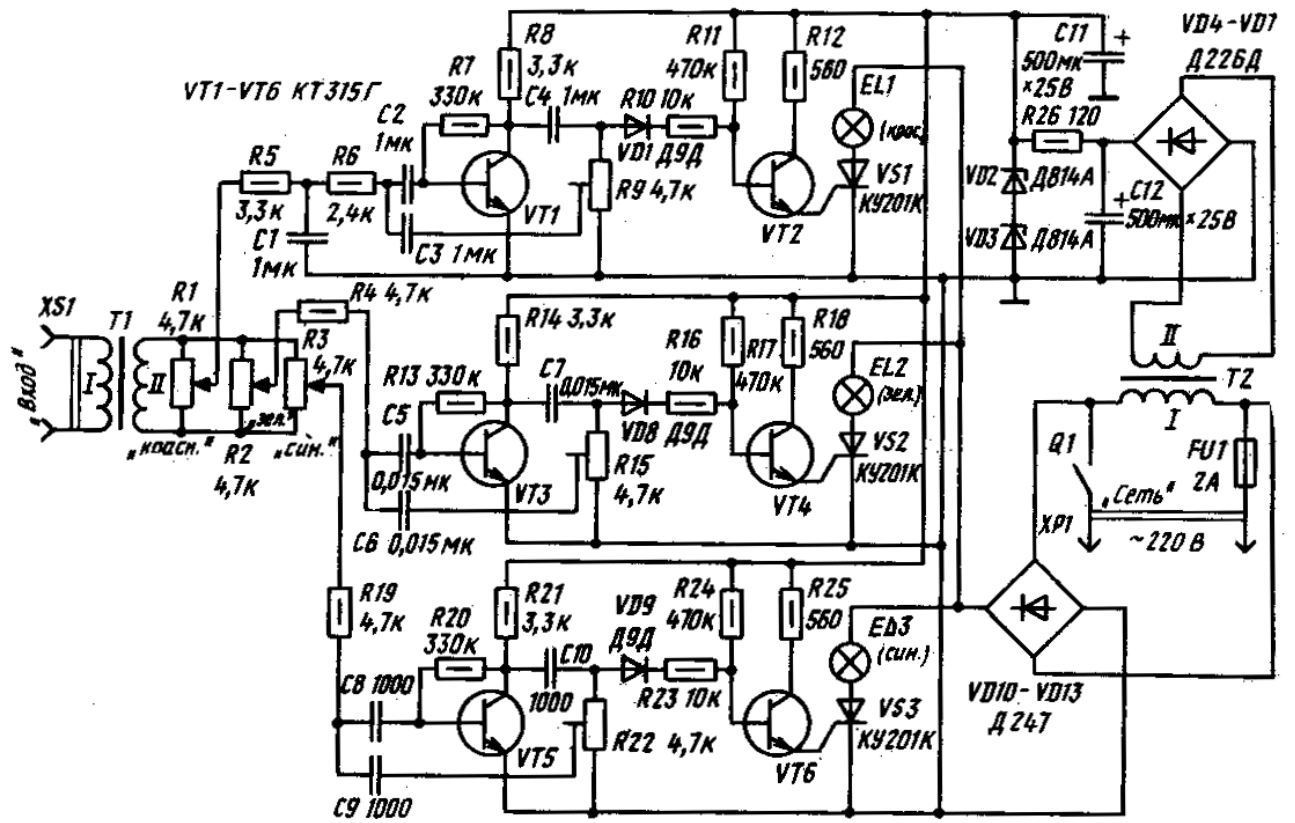 VT1-VT6 КТ315Г
R7
330к
R8
3,3к
C4 1мк
R10 10к
VD1 Д9Д
R11
470к
R12
560
EL1
(крас.)
C11
500мк
×25В
VD4-VD7
Д226Д
R26 120
C2
1мк
R5
3,3к
R6
2,4к
C1
1мк
C3 1мк
VT1
R9 4,7к
VT2
VS1
КУ201К
VD2
Д814А
C12
500мк×25В
VD3
Д814А
XS1
„Вход"
T1
I
II
R1
4,7к
R4 4,7к
R3
4,7к
„красн."
R2
4,7к
„зел."
„син."
R14 3,3к
R13 330к
C5
0,015мк
C7
0,015мк
R16
10к
VD8 Д9Д
R17
470к
R18
560
EL2
(зел.)
VT3
R15
4,7к
VT4
VS2
КУ201К
C6 0,015мк
II
T2
I
Q1
FU1
2А
„Сеть"
XP1
~220 В
R19
4,7к
R20
330к
R21
3,3к
C10
1000
VD9
Д9Д
R23 10к
R24
470к
R25
560
EL3
(син.)
C8 1000
VT5
R22 4,7к
VT6
VS3
КУ201К
C9 1000
VD10-VD13
Д247